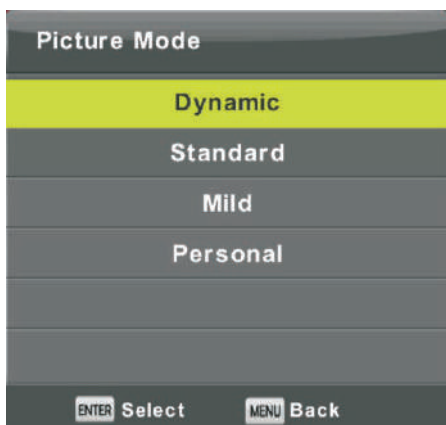 Picture Mode
Dynamic
Standard
Mild
Personal
ENTER Select MENU Back